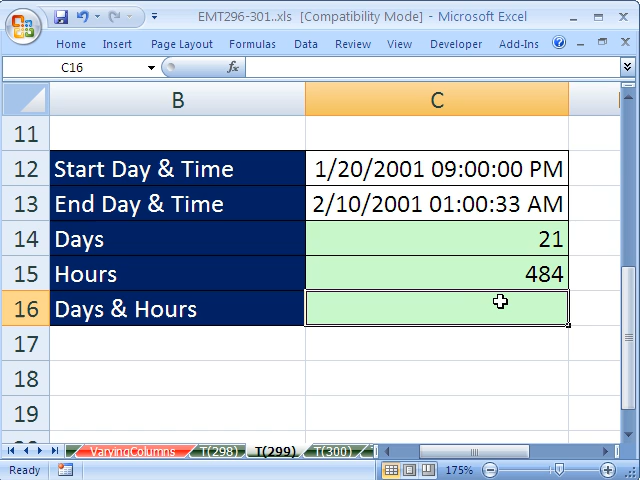 EMT296-301..xls [Compatibility Mode] - Microsoft Excel
Home Insert Page Layout Formulas Data Review View Developer Add-Ins
C16 fx
B C
11
12 Start Day & Time 1/20/2001 09:00:00 PM
13 End Day & Time 2/10/2001 01:00:33 AM
14 Days 21
15 Hours 484
16 Days & Hours
17
18
19
VaryingColumns T(298) T(299) T(300)
Ready 175%